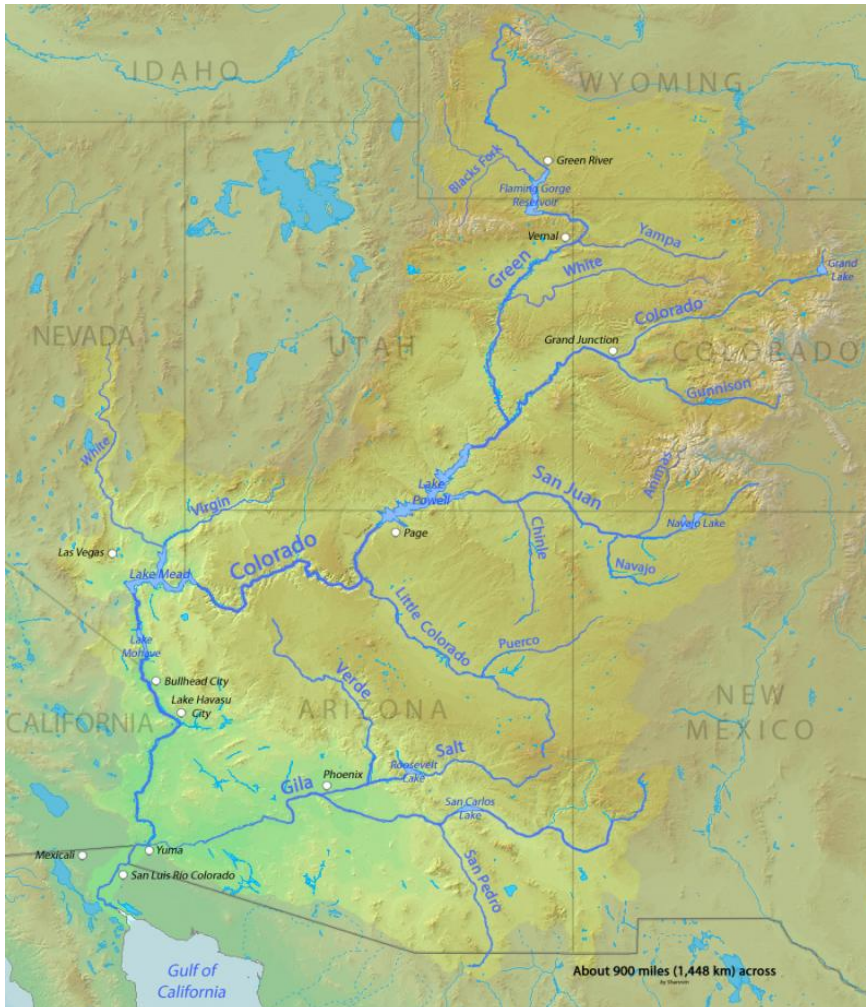 IDAHO
WYOMING
Green River
Blacks Fork
Flaming Gorge
Reservoir
Vernal
Yampa
Green
White
Grand
Lake
Colorado
NEVADA
UTAH
Grand Junction
COLORADO
Gunnison
White
Virgin
Lake
Powell
San Juan
Animas
Navajo Lake
Page
Chinle
Navajo
Las Vegas
Lake Mead
Colorado
Little Colorado
Puerco
Lake
Mohave
Bullhead City
Lake Havasu
City
Verde
CALIFORNIA
ARIZONA
NEW
MEXICO
Salt
Roosevelt
Lake
Phoenix
Gila
San Carlos
Lake
Mexicali
Yuma
San Luis Río Colorado
San Pedro
Gulf of
California
About 900 miles (1,448 km) across
by Shannon